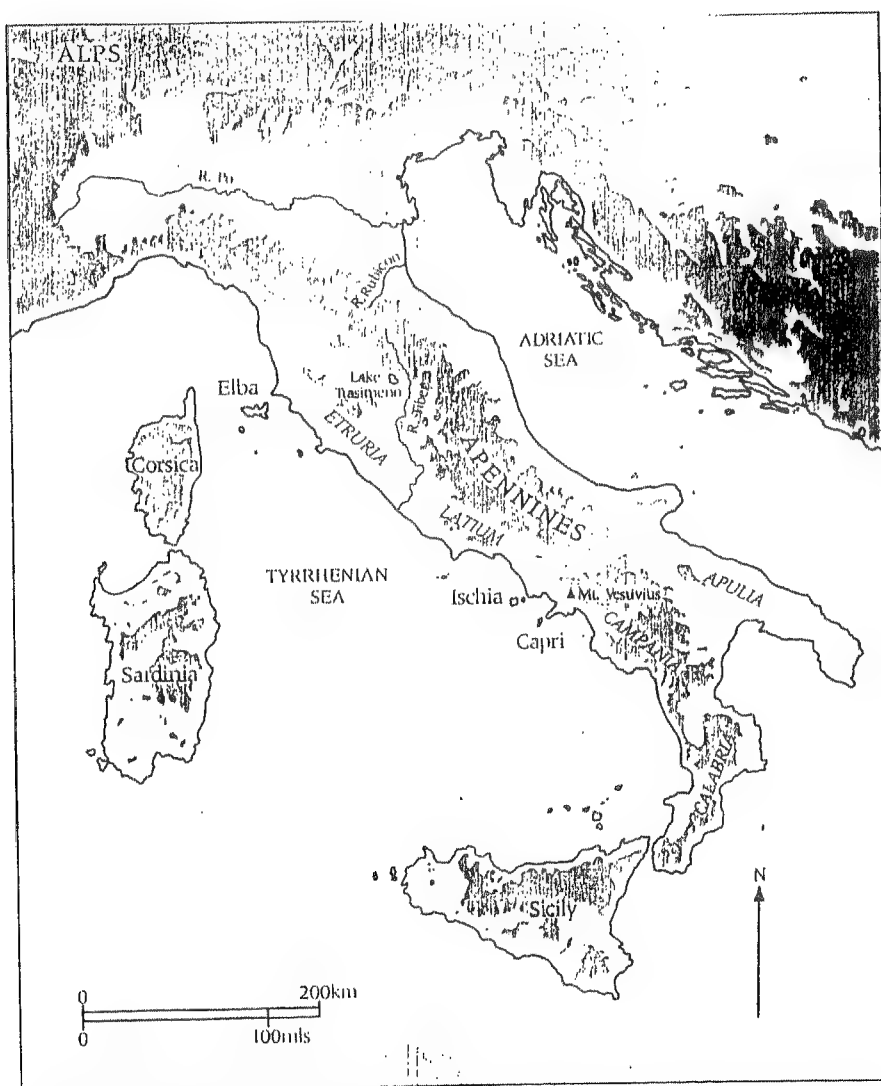 ALPS
R. Po
R. Rubicon
ADRIATIC
SEA
Lake
Trasimeno
Elba
R. Tiber
ETRURIA
APENNINES
Corsica
LATIUM
TYRRHENIAN
SEA
Ischia
Mt. Vesuvius
APULIA
Capri
CAMPANIA
Sardinia
CALABRIA
N
Sicily
0
200km
0
100mls